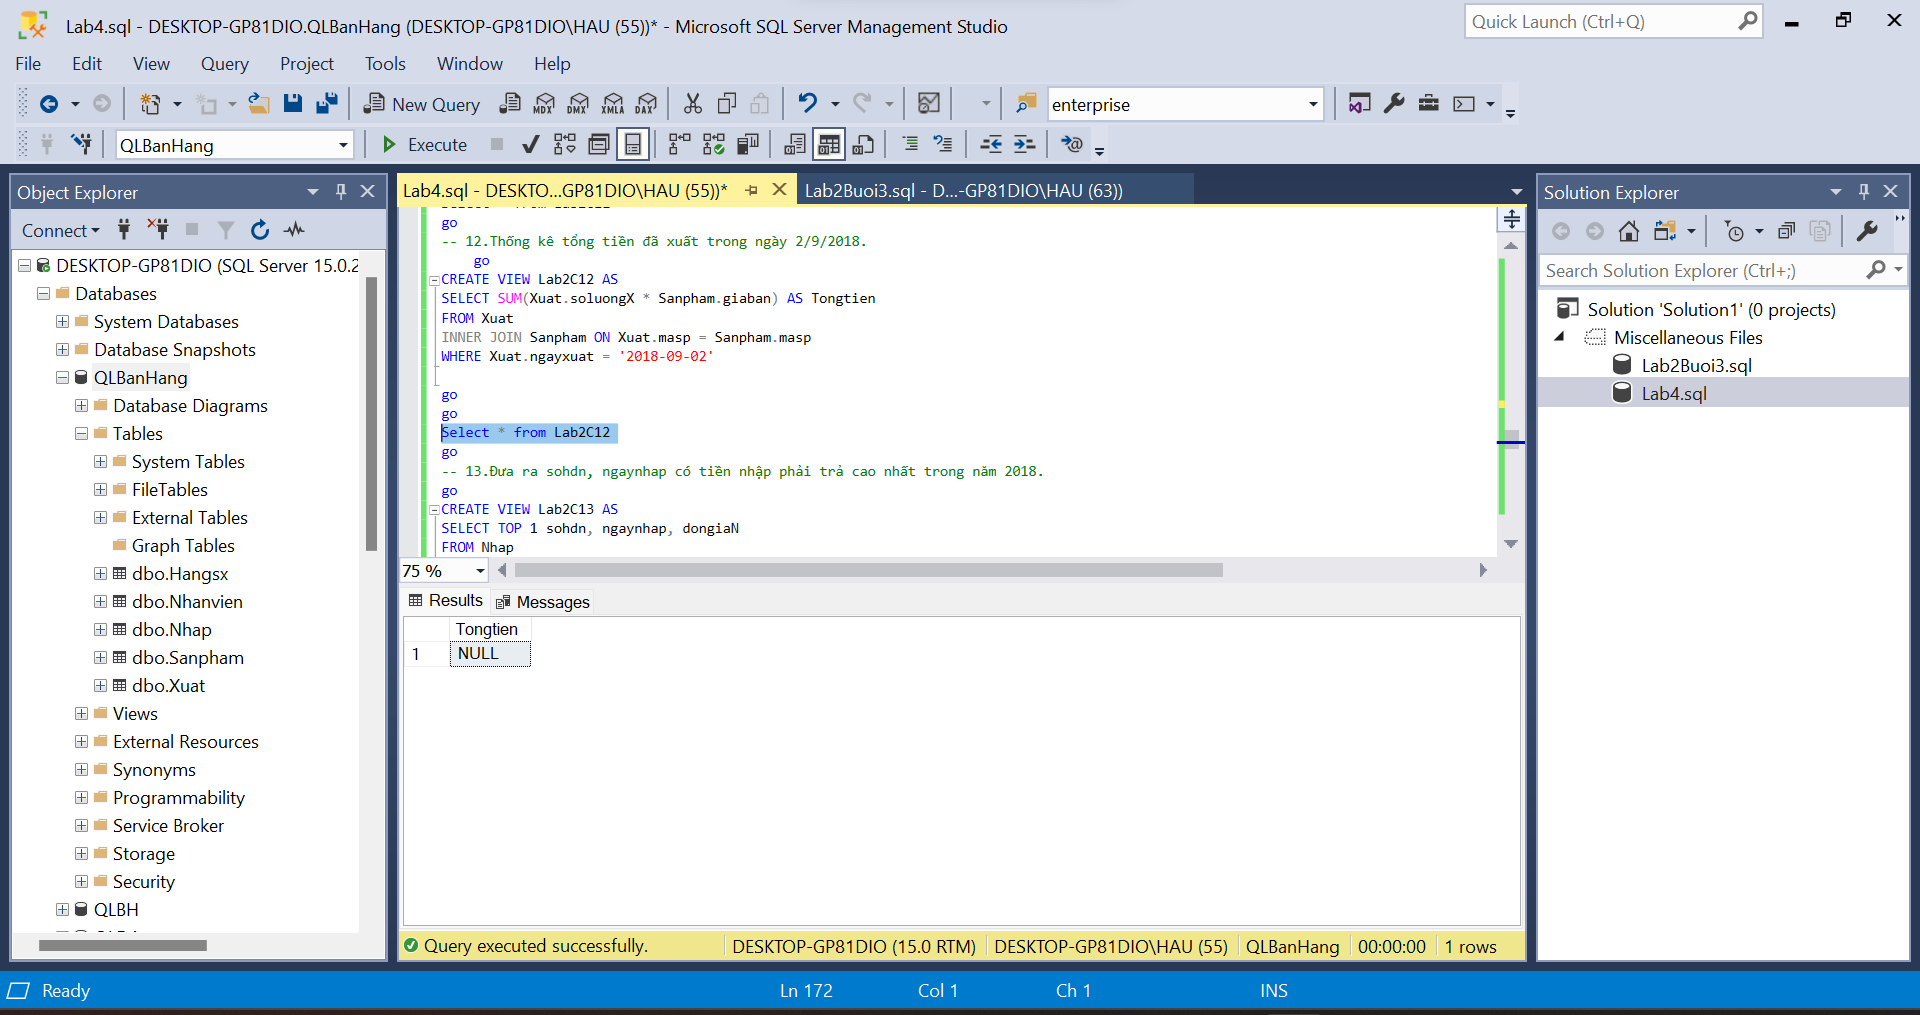 Lab4.sql - DESKTOP-GP81DIO.QLBanHang (DESKTOP-GP81DIO\HAU (55))* - Microsoft SQL Server Management Studio
Quick Launch (Ctrl+Q)
File Edit View Query Project Tools Window Help
New Query MDX DMX XMLA DAX enterprise
QLBanHang Execute
Object Explorer
Connect
DESKTOP-GP81DIO (SQL Server 15.0.2
Databases
System Databases
Database Snapshots
QLBanHang
Database Diagrams
Tables
System Tables
FileTables
External Tables
Graph Tables
dbo.Hangsx
dbo.Nhanvien
dbo.Nhap
dbo.Sanpham
dbo.Xuat
Views
External Resources
Synonyms
Programmability
Service Broker
Storage
Security
QLBH
Lab4.sql - DESKTO...GP81DIO\HAU (55))*
Lab2Buoi3.sql - D...-GP81DIO\HAU (63))
go
-- 12.Thống kê tổng tiền đã xuất trong ngày 2/9/2018.
go
CREATE VIEW Lab2C12 AS
SELECT SUM(Xuat.soluongX * Sanpham.giaban) AS Tongtien
FROM Xuat
INNER JOIN Sanpham ON Xuat.masp = Sanpham.masp
WHERE Xuat.ngayxuat = '2018-09-02'
go
go
Select * from Lab2C12
go
-- 13.Đưa ra sohdn, ngaynhap có tiền nhập phải trả cao nhất trong năm 2018.
go
CREATE VIEW Lab2C13 AS
SELECT TOP 1 sohdn, ngaynhap, dongiaN
FROM Nhap
75 %
Results Messages
Tongtien
1 NULL
Query executed successfully. DESKTOP-GP81DIO (15.0 RTM) DESKTOP-GP81DIO\HAU (55) QLBanHang 00:00:00 1 rows
Solution Explorer
Search Solution Explorer (Ctrl+;)
Solution 'Solution1' (0 projects)
Miscellaneous Files
Lab2Buoi3.sql
Lab4.sql
Ready Ln 172 Col 1 Ch 1 INS